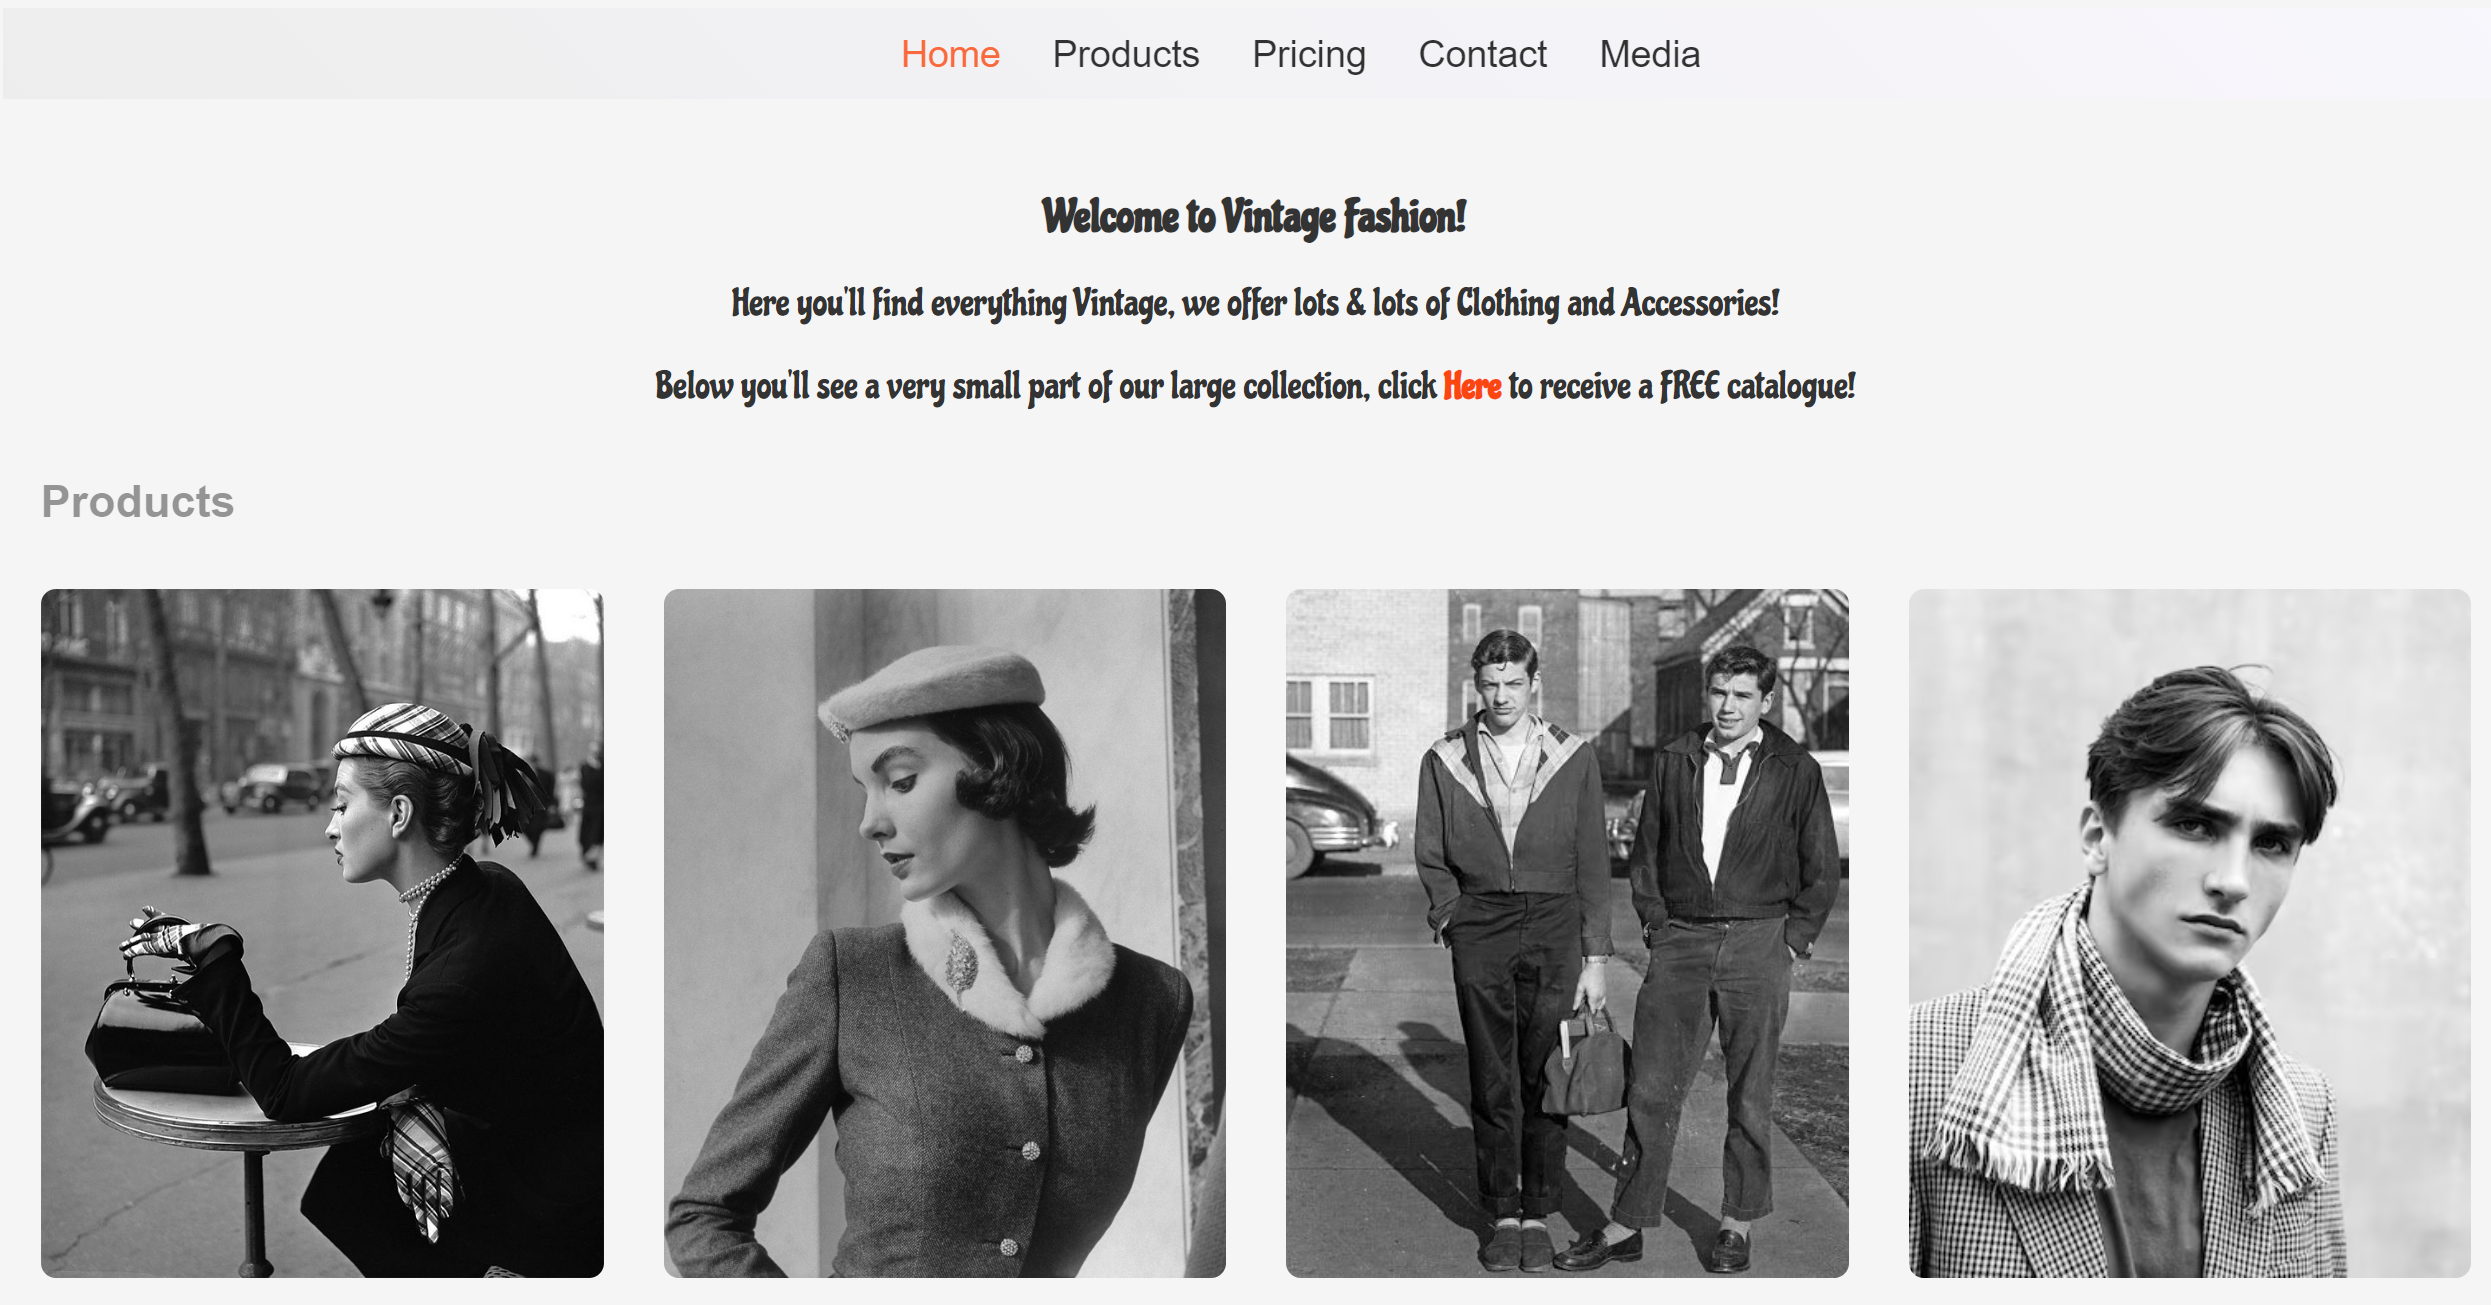 Home Products Pricing Contact Media
Welcome to Vintage Fashion!
Here you'll find everything Vintage, we offer lots & lots of Clothing and Accessories!
Below you'll see a very small part of our large collection, click Here to receive a FREE catalogue!
Products